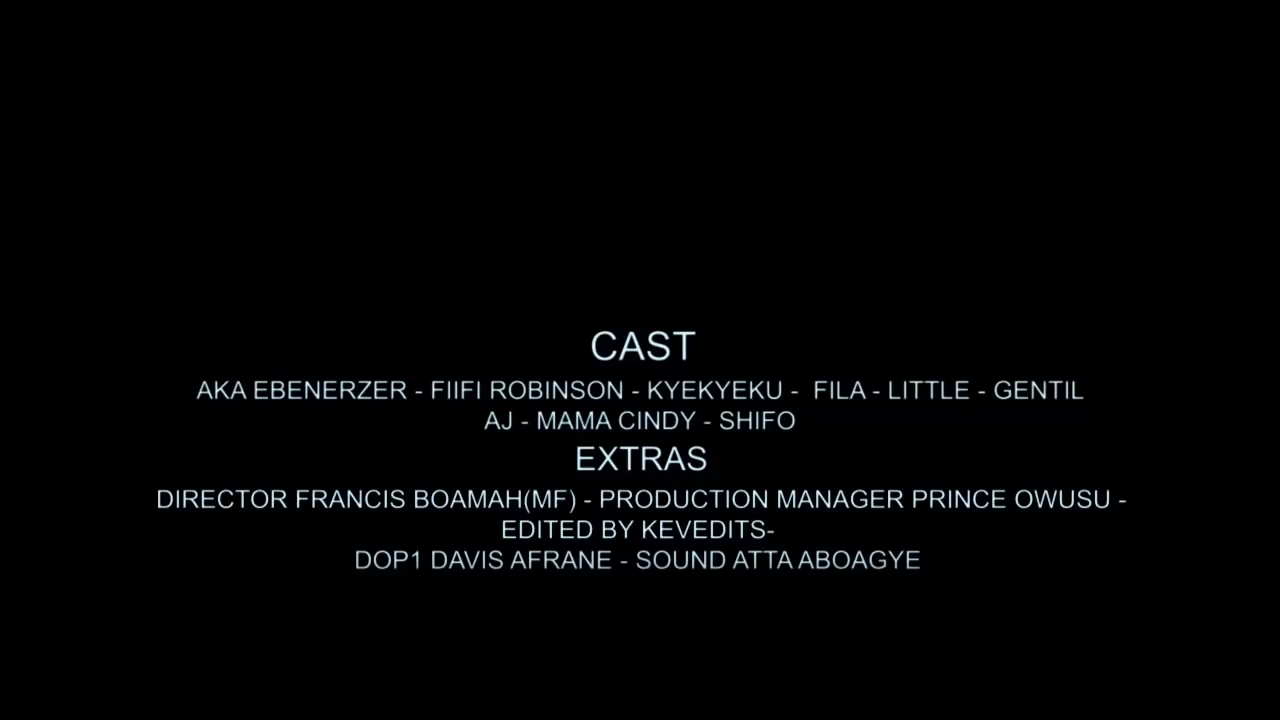 CAST
AKA EBENERZER - FIIFI ROBINSON - KYEKYEKU - FILA - LITTLE - GENTIL
AJ - MAMA CINDY - SHIFO
EXTRAS
DIRECTOR FRANCIS BOAMAH(MF) - PRODUCTION MANAGER PRINCE OWUSU -
EDITED BY KEVEDITS-
DOP1 DAVIS AFRANE - SOUND ATTA ABOAGYE